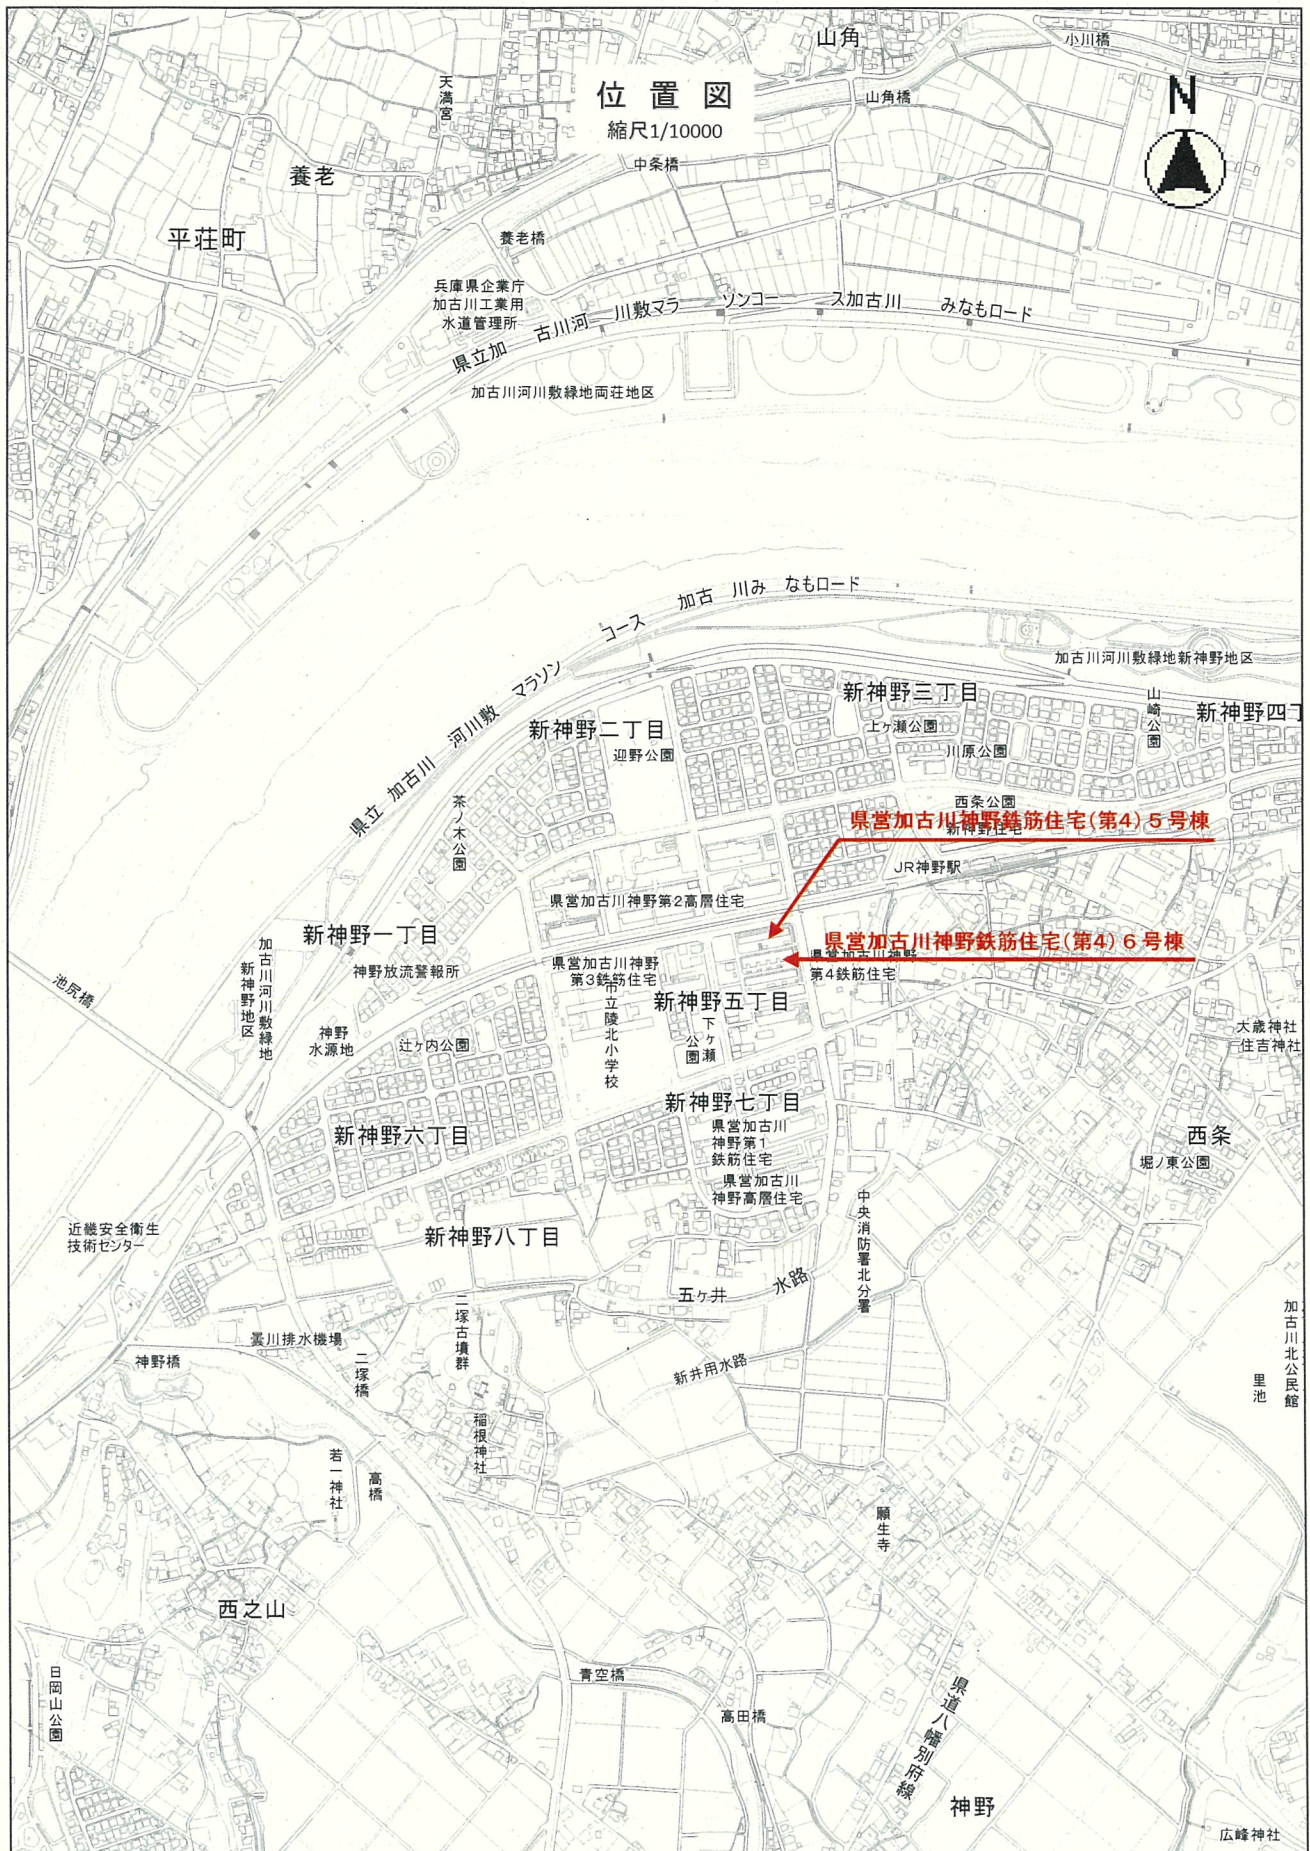 位置図
縮尺1/10000
N
山角
小川橋
天満宮
山角橋
中条橋
養老
平荘町
養老橋
兵庫県企業庁
加古川工業用
水道管理所
県立加古川河川敷マラソンコース加古川みなもロード
加古川河川敷緑地両荘地区
県立加古川河川敷マラソンコース加古川みなもロード
加古川河川敷緑地新神野地区
新神野三丁目
山崎公園
新神野四丁
新神野二丁目
上ヶ瀬公園
迎野公園
川原公園
茶ノ木公園
西条公園
県営加古川神野鉄筋住宅(第4)5号棟
新神野住宅
JR神野駅
県営加古川神野第2高層住宅
新神野一丁目
県営加古川神野鉄筋住宅(第4)6号棟
加古川河川敷緑地
新神野地区
神野放流警報所
県営加古川神野
第3鉄筋住宅
県営加古川神野
第4鉄筋住宅
池尻橋
新神野五丁目
市立陵北小学校
下ヶ瀬
公園
神野
水源地
辻ヶ内公園
大歳神社
住吉神社
新神野七丁目
県営加古川
神野第1
鉄筋住宅
新神野六丁目
西条
堀ノ東公園
県営加古川
神野高層住宅
中央消防署北分署
近畿安全衛生
技術センター
新神野八丁目
五ヶ井水路
二塚古墳群
曇川排水機場
加古川北公民館
神野橋
二塚橋
新井用水路
里池
稲根神社
若一神社
高橋
願生寺
西之山
日岡山公園
青空橋
高田橋
県道八幡別府線
神野
広峰神社